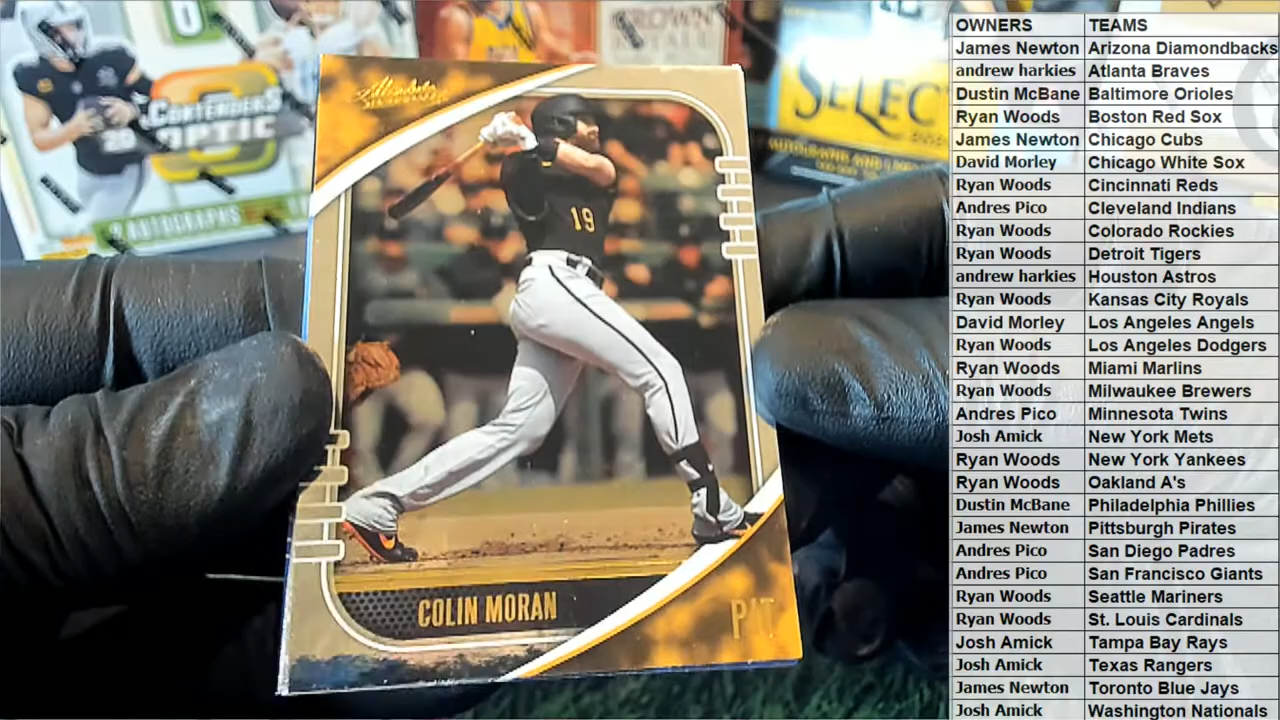 CONTENDERS
OPTIC
AUTOGRAPHS
CROWN
SELECT
Absolute
19
COLIN MORAN
PIT
OWNERS TEAMS
James Newton Arizona Diamondbacks
andrew harkies Atlanta Braves
Dustin McBane Baltimore Orioles
Ryan Woods Boston Red Sox
James Newton Chicago Cubs
David Morley Chicago White Sox
Ryan Woods Cincinnati Reds
Andres Pico Cleveland Indians
Ryan Woods Colorado Rockies
Ryan Woods Detroit Tigers
andrew harkies Houston Astros
Ryan Woods Kansas City Royals
David Morley Los Angeles Angels
Ryan Woods Los Angeles Dodgers
Ryan Woods Miami Marlins
Ryan Woods Milwaukee Brewers
Andres Pico Minnesota Twins
Josh Amick New York Mets
Ryan Woods New York Yankees
Ryan Woods Oakland A's
Dustin McBane Philadelphia Phillies
James Newton Pittsburgh Pirates
Andres Pico San Diego Padres
Andres Pico San Francisco Giants
Ryan Woods Seattle Mariners
Ryan Woods St. Louis Cardinals
Josh Amick Tampa Bay Rays
Josh Amick Texas Rangers
James Newton Toronto Blue Jays
Josh Amick Washington Nationals